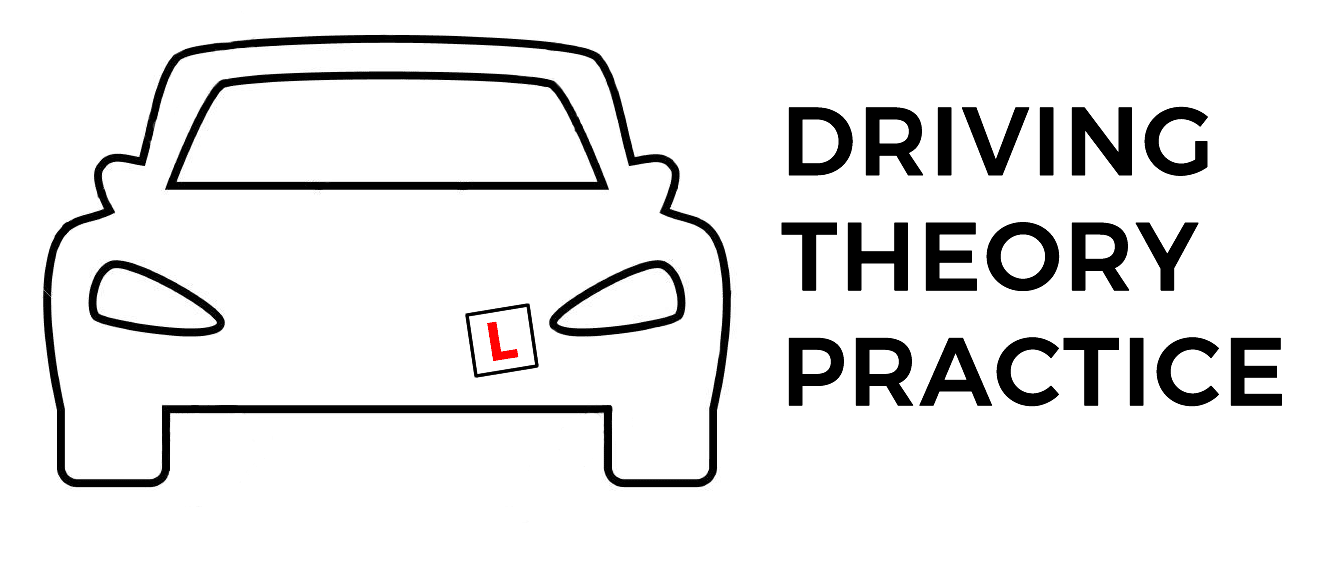 L
DRIVING
THEORY
PRACTICE